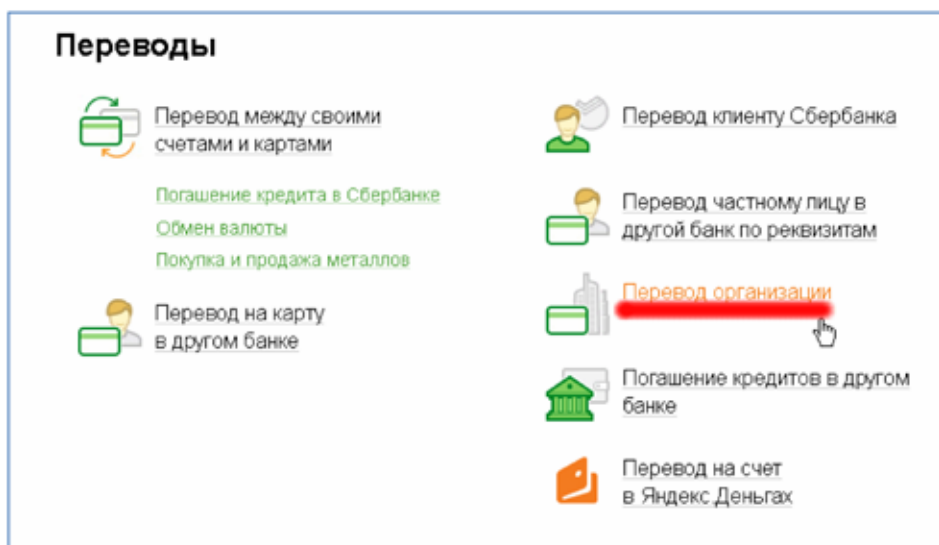 Переводы
Перевод между своими
счетами и картами
Погашение кредита в Сбербанке
Обмен валюты
Покупка и продажа металлов
Перевод на карту
в другом банке
Перевод клиенту Сбербанка
Перевод частному лицу в
другой банк по реквизитам
Перевод организации
Погашение кредитов в другом
банке
Перевод на счет
в Яндекс.Деньгах